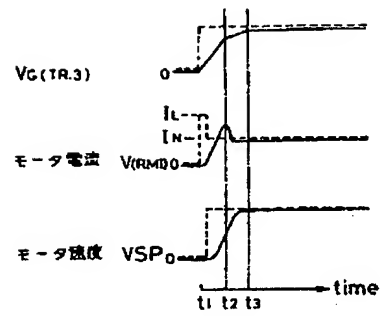 0
VG(TR.3)
IL
IN
モータ電流 V(RM)0
モータ速度 VSP0
time
t1 t2 t3